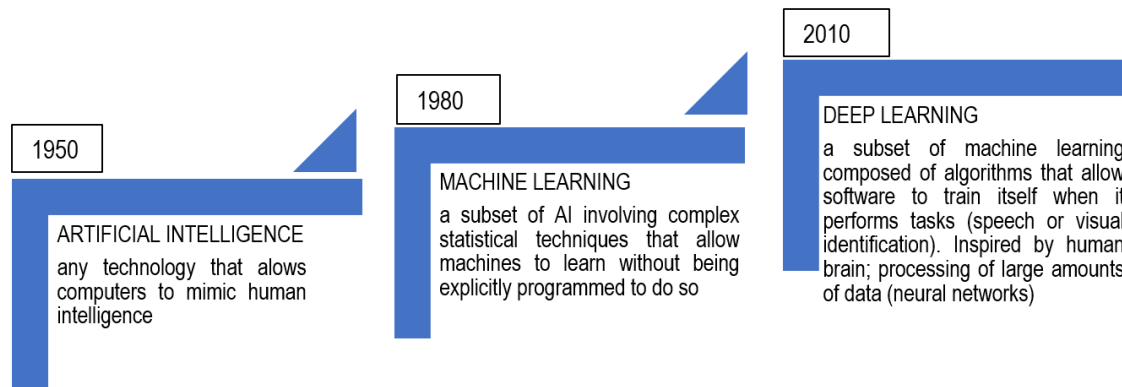 1950
ARTIFICIAL INTELLIGENCE
any technology that alows
computers to mimic human
intelligence
1980
MACHINE LEARNING
a subset of AI involving complex
statistical techniques that allow
machines to learn without being
explicitly programmed to do so
2010
DEEP LEARNING
a subset of machine learning
composed of algorithms that allow
software to train itself when it
performs tasks (speech or visual
identification). Inspired by human
brain; processing of large amounts
of data (neural networks)